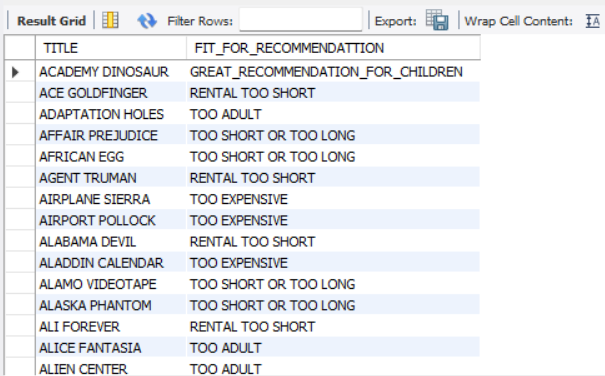 Result Grid Filter Rows: Export: Wrap Cell Content: IA
TITLE FIT_FOR_RECOMMENDATTION
ACADEMY DINOSAUR GREAT_RECOMMENDATION_FOR_CHILDREN
ACE GOLDFINGER RENTAL TOO SHORT
ADAPTATION HOLES TOO ADULT
AFFAIR PREJUDICE TOO SHORT OR TOO LONG
AFRICAN EGG TOO SHORT OR TOO LONG
AGENT TRUMAN RENTAL TOO SHORT
AIRPLANE SIERRA TOO EXPENSIVE
AIRPORT POLLOCK TOO EXPENSIVE
ALABAMA DEVIL RENTAL TOO SHORT
ALADDIN CALENDAR TOO EXPENSIVE
ALAMO VIDEOTAPE TOO SHORT OR TOO LONG
ALASKA PHANTOM TOO SHORT OR TOO LONG
ALI FOREVER RENTAL TOO SHORT
ALICE FANTASIA TOO ADULT
ALIEN CENTER TOO ADULT